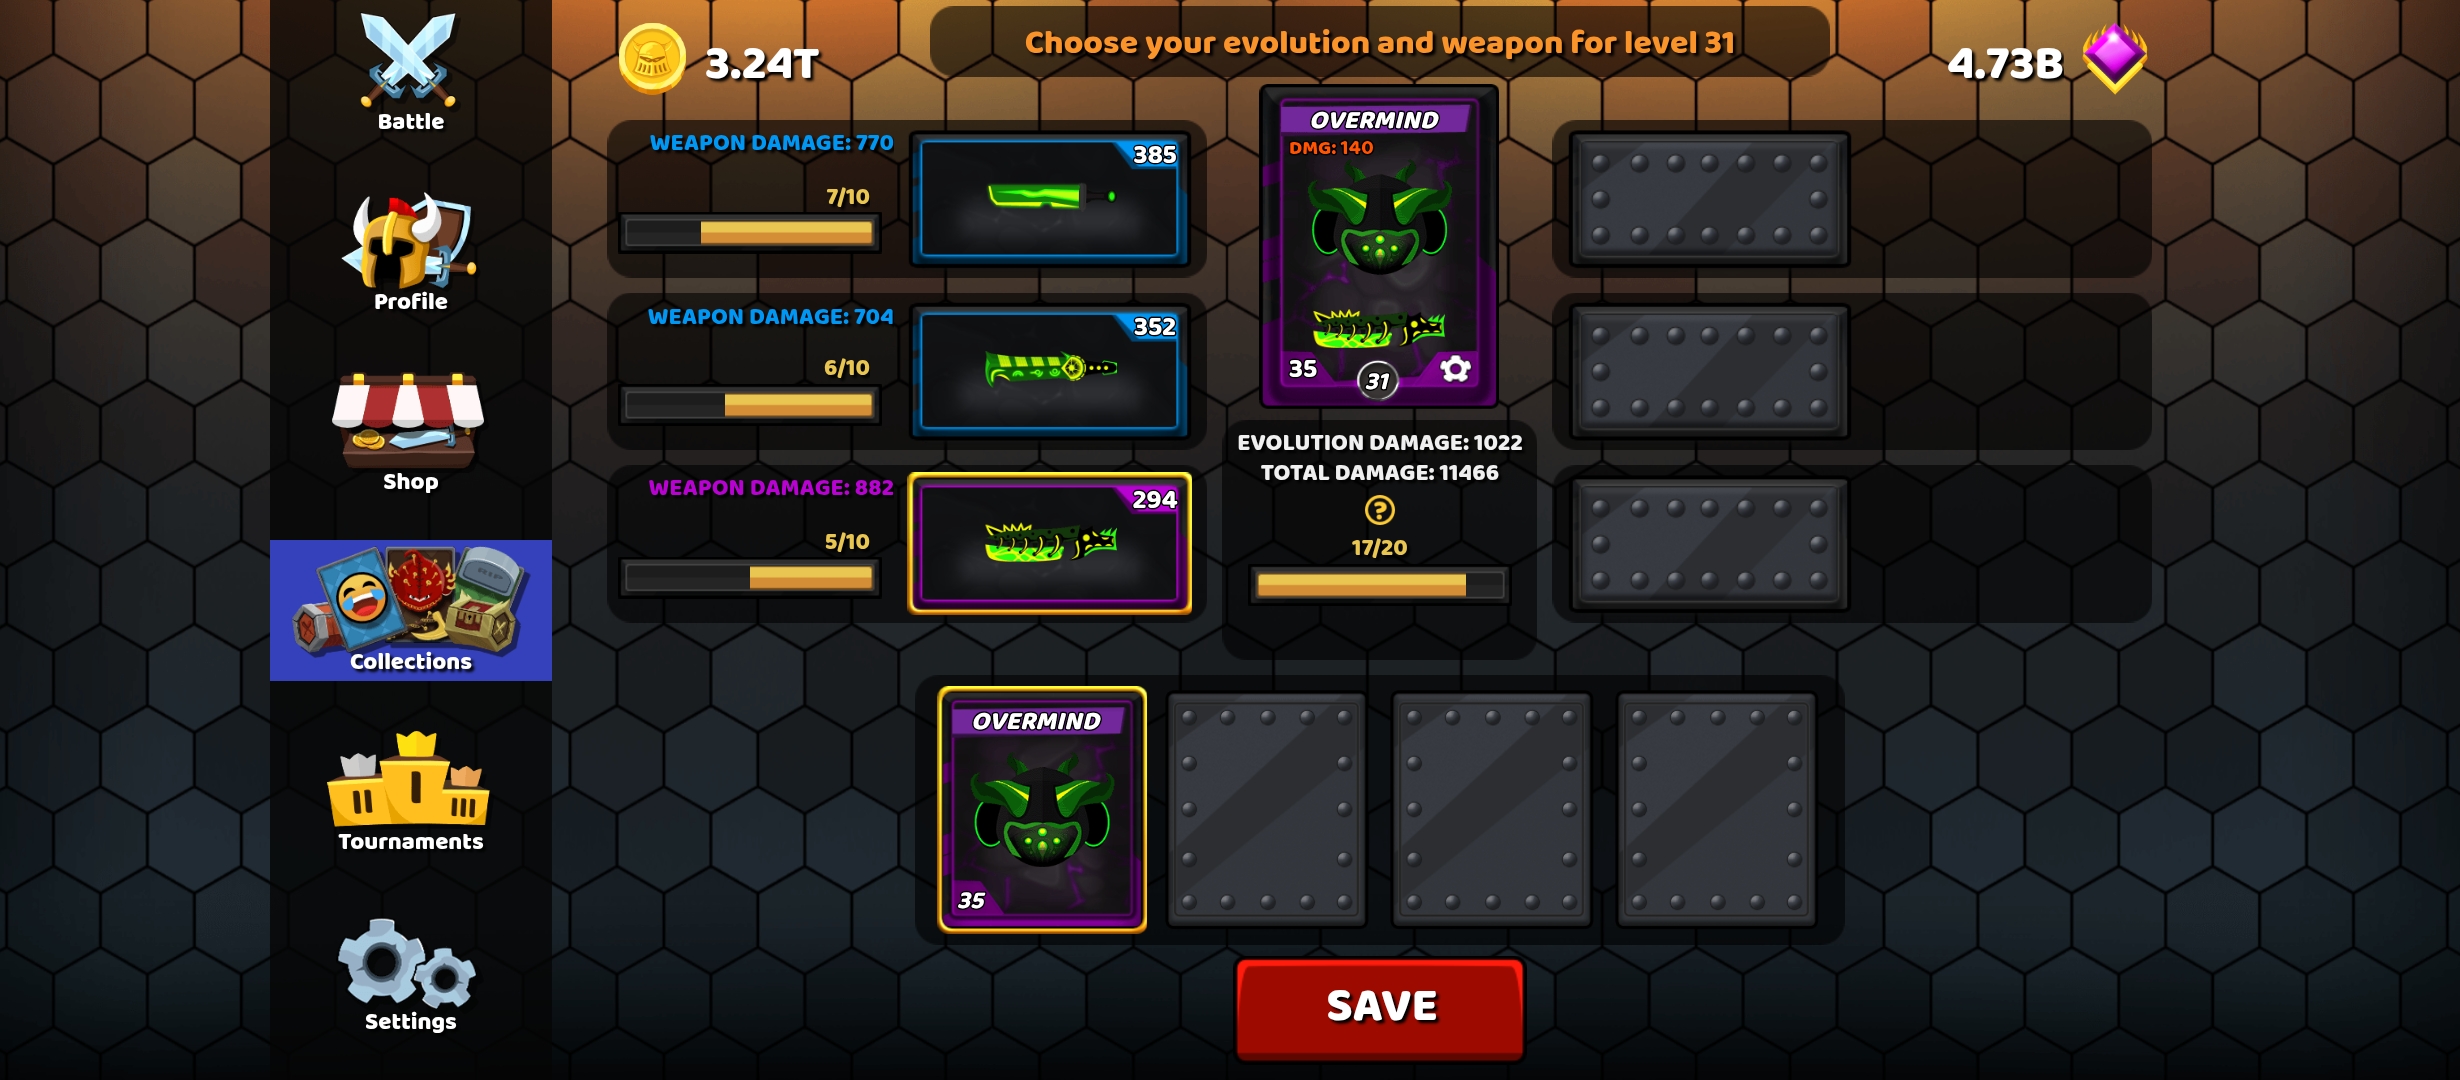 Battle
Profile
Shop
Collections
Tournaments
Settings
3.24T
Choose your evolution and weapon for level 31
4.73B
WEAPON DAMAGE: 770
7/10
385
WEAPON DAMAGE: 704
6/10
352
WEAPON DAMAGE: 882
5/10
294
OVERMIND
DMG: 140
35
31
EVOLUTION DAMAGE: 1022
TOTAL DAMAGE: 11466
?
17/20
OVERMIND
35
SAVE